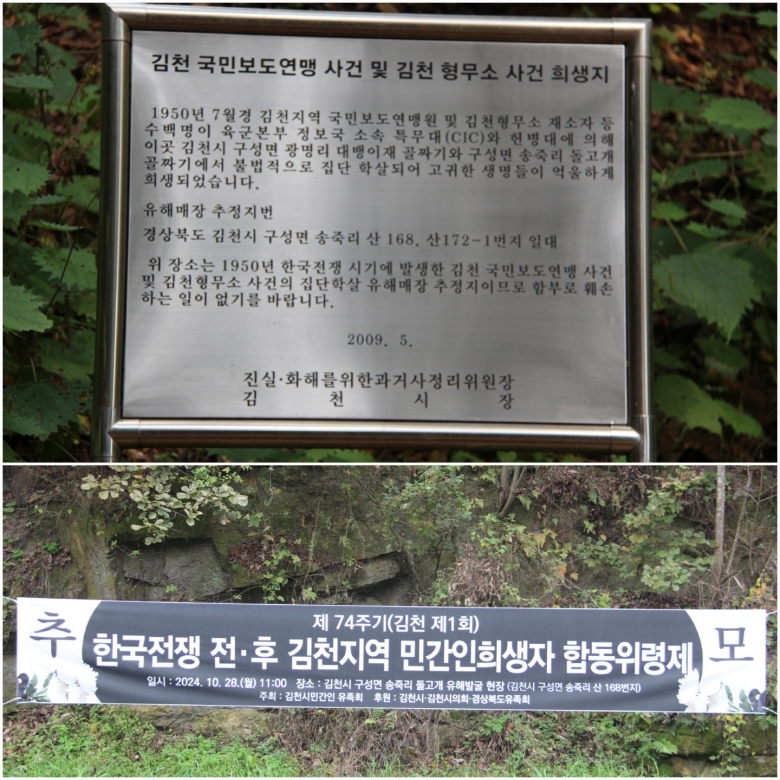 김천 국민보도연맹 사건 및 김천 형무소 사건 희생지
1950년 7월경 김천지역 국민보도연맹원 및 김천형무소 재소자 등
수백명이 육군본부 정보국 소속 특무대(CIC)와 헌병대에 의해
이곳 김천시 구성면 광명리 대뱅이재 골짜기와 구성면 송죽리 돌고개
골짜기에서 불법적으로 집단 학살되어 고귀한 생명들이 억울하게
희생되었습니다.
유해매장 추정지번
경상북도 김천시 구성면 송죽리 산 168, 산172-1번지 일대
위 장소는 1950년 한국전쟁 시기에 발생한 김천 국민보도연맹 사건
및 김천형무소 사건의 집단학살 유해매장 추정지이므로 함부로 훼손
하는 일이 없기를 바랍니다.
2009. 5.
진실·화해를위한과거사정리위원장
김 천 시 장
추 모
제 74주기(김천 제1회)
한국전쟁 전·후 김천지역 민간인희생자 합동위령제
일시 : 2024. 10. 28.(월) 11:00 장소 : 김천시 구성면 송죽리 돌고개 유해발굴 현장 (김천시 구성면 송죽리 산 168번지)
주최 : 김천시민간인 유족회 후원 : 김천시·김천시의회·경상북도유족회